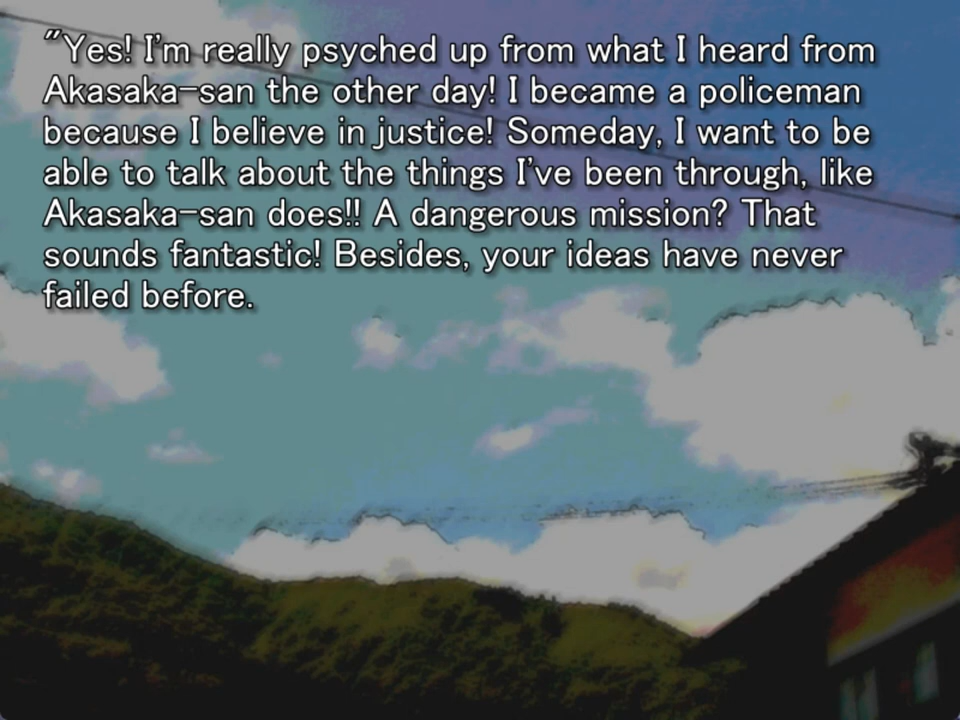 "Yes! I'm really psyched up from what I heard from
Akasaka-san the other day! I became a policeman
because I believe in justice! Someday, I want to be
able to talk about the things I've been through, like
Akasaka-san does!! A dangerous mission? That
sounds fantastic! Besides, your ideas have never
failed before.